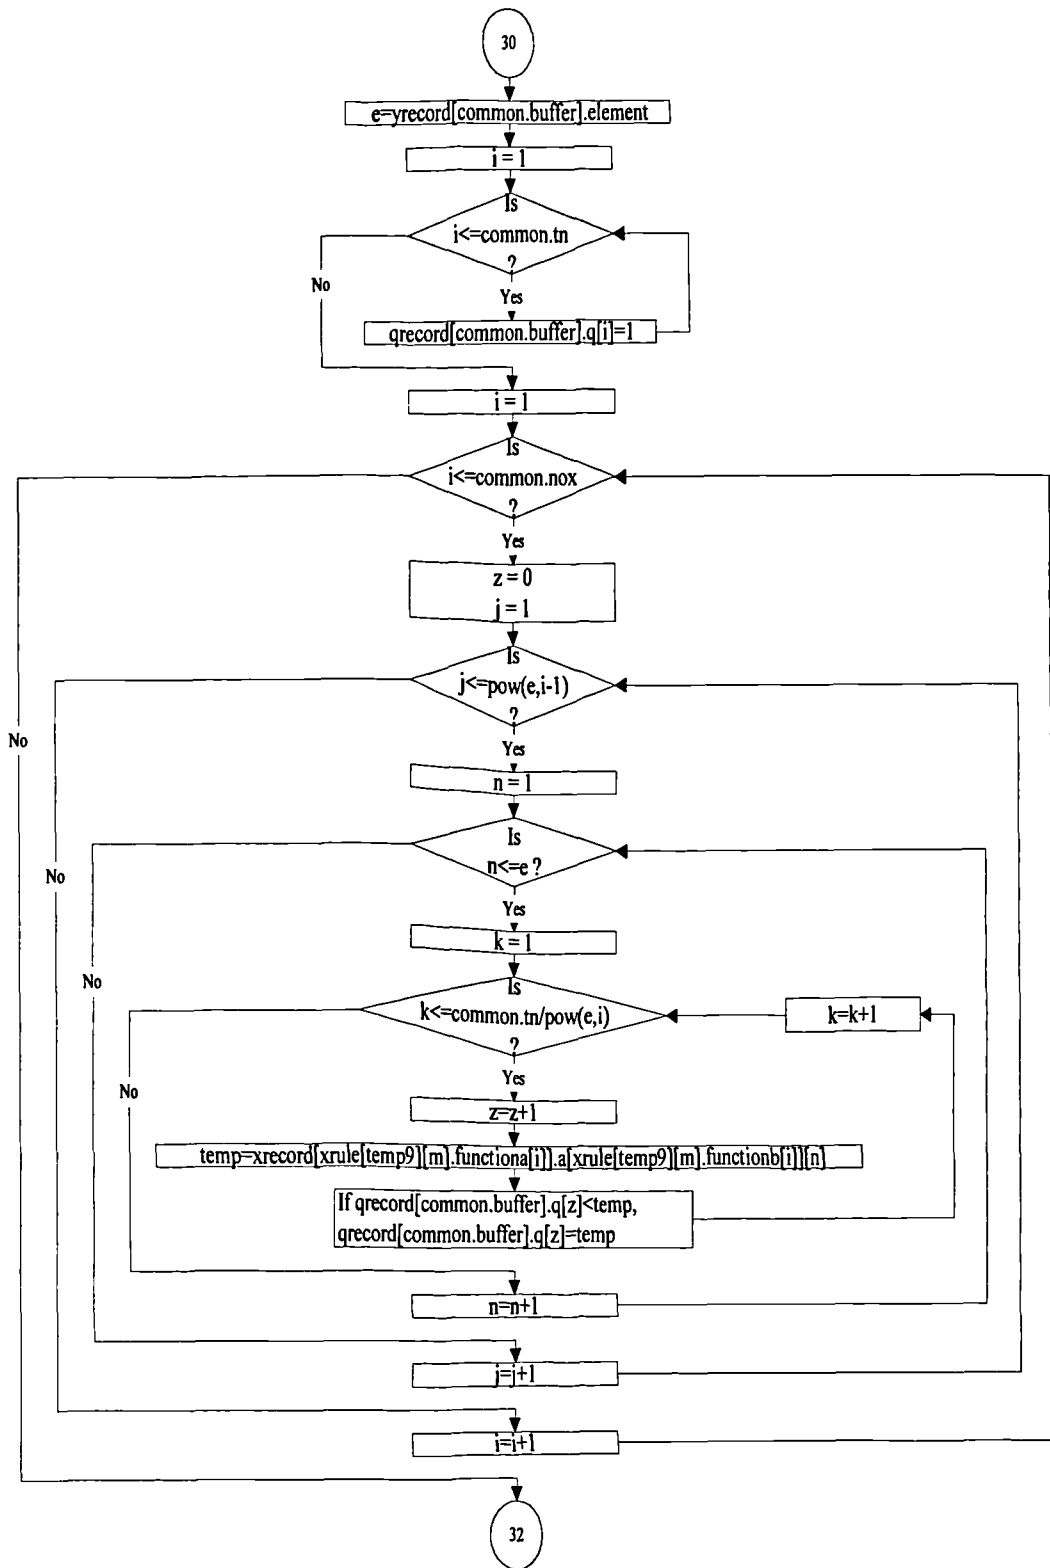 30
e=yrecord[common.buffer].element
i = 1
Is
i<=common.tn
?
No
Yes
qrecord[common.buffer].q[i]=1
i = 1
Is
i<=common.nox
?
Yes
z = 0
j = 1
Is
j<=pow(e,i-1)
?
No
Yes
n = 1
Is
n<=e ?
No
Yes
k = 1
Is
k<=common.tn/pow(e,i)
k=k+1
?
No
Yes
No
z=z+1
temp=xrecord[xrule[temp9][m].functiona[i]].a[xrule[temp9][m].functionb[i]][n]
If qrecord[common.buffer].q[z]<temp,
qrecord[common.buffer].q[z]=temp
n=n+1
j=j+1
i=i+1
32